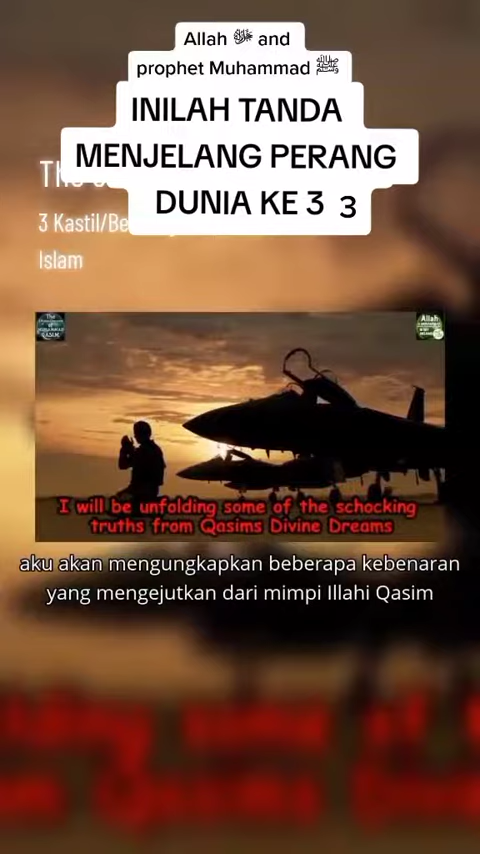 Allah ﷻ and
prophet Muhammad ﷺ
INILAH TANDA
MENJELANG PERANG
DUNIA KE 3 3
3 Kastil/Be
Islam
Allah
I will be unfolding some of the schocking
truths from Qasims Divine Dreams
aku akan mengungkapkan beberapa kebenaran
yang mengejutkan dari mimpi Illahi Qasim